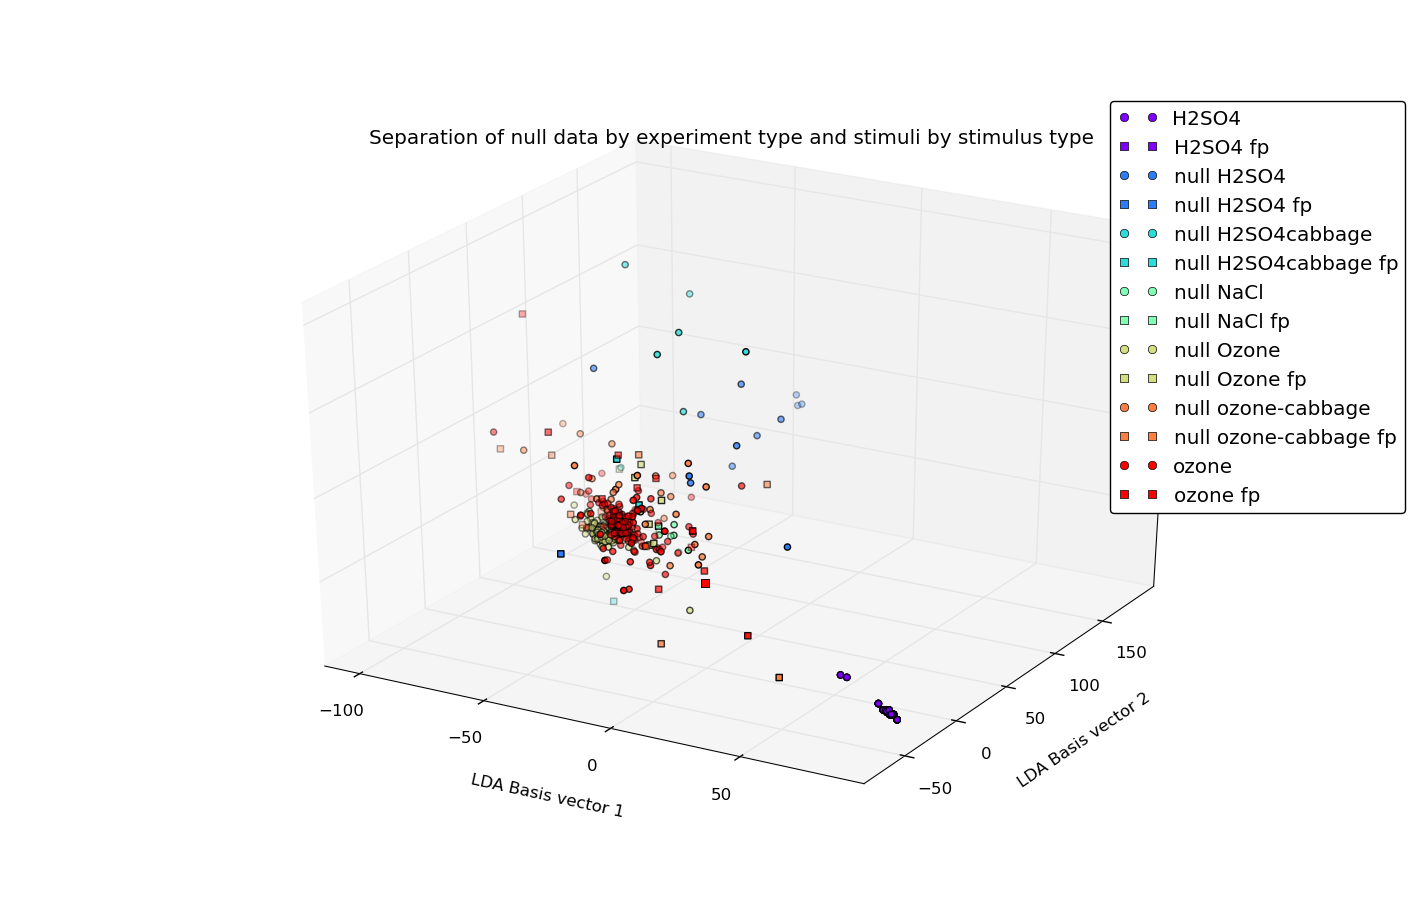 Separation of null data by experiment type and stimuli by stimulus type
H2SO4
H2SO4 fp
null H2SO4
null H2SO4 fp
null H2SO4cabbage
null H2SO4cabbage fp
null NaCl
null NaCl fp
null Ozone
null Ozone fp
null ozone-cabbage
null ozone-cabbage fp
ozone
ozone fp
−100
−50
0
50
LDA Basis vector 1
−50
0
50
100
150
LDA Basis vector 2